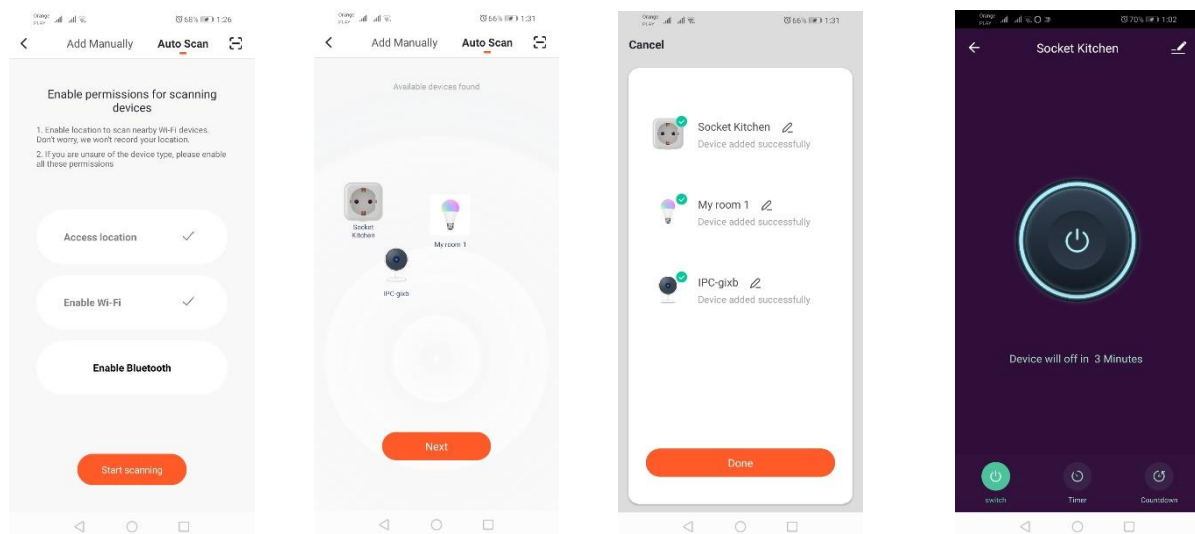 Orange
PLAY
68% 1:26
Add Manually Auto Scan
Enable permissions for scanning
devices
1. Enable location to scan nearby Wi-Fi devices.
Don't worry, we won't record your location.
2. If you are unsure of the device type, please enable
all these permissions
Access location
Enable Wi-Fi
Enable Bluetooth
Start scanning
Orange
PLAY
66% 1:31
Add Manually Auto Scan
Available devices found
Socket
Kitchen
My room 1
IPC-gixb
Next
Orange
PLAY
66% 1:31
Cancel
Socket Kitchen
Device added successfully
My room 1
Device added successfully
IPC-gixb
Device added successfully
Done
Orange
PLAY
70% 1:02
Socket Kitchen
Device will off in 3 Minutes
switch Timer Countdown